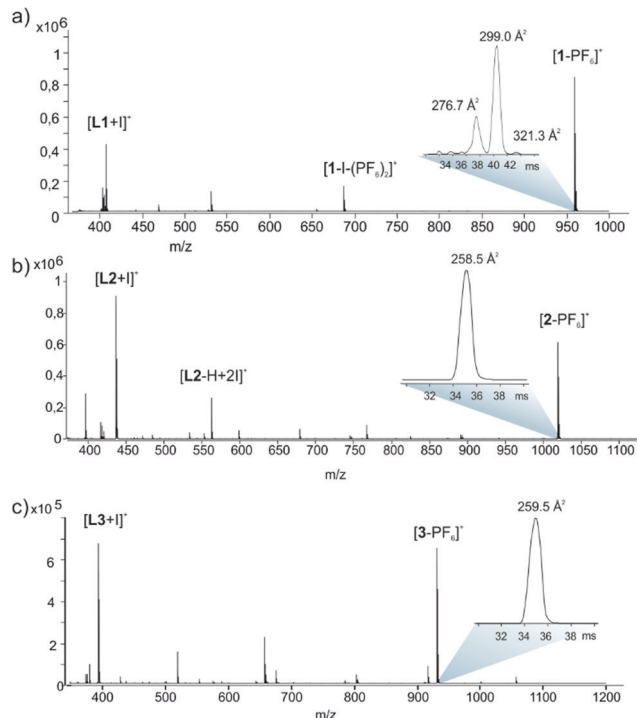 a) x10⁶
1
0,8
0,6
0,4
0,2
0
[L1+I]⁺
[1-I-(PF₆)₂]⁺
276.7 Å²
299.0 Å²
321.3 Å²
34 36 38 40 42 ms
[1-PF₆]⁺
400 450 500 550 600 650 700 750 800 850 900 950 1000
m/z
b) x10⁶
1
0,8
0,6
0,4
0.2
0
[L2+I]⁺
[L2-H+2I]⁺
258.5 Å²
32 34 36 38 ms
[2-PF₆]⁺
400 450 500 550 600 650 700 750 800 850 900 950 1000 1050 1100
m/z
c) x10⁵
6
4
2
0
[L3+I]⁺
[3-PF₆]⁺
259.5 Å²
32 34 36 38 ms
400 500 600 700 800 900 1000 1100 1200
m/z